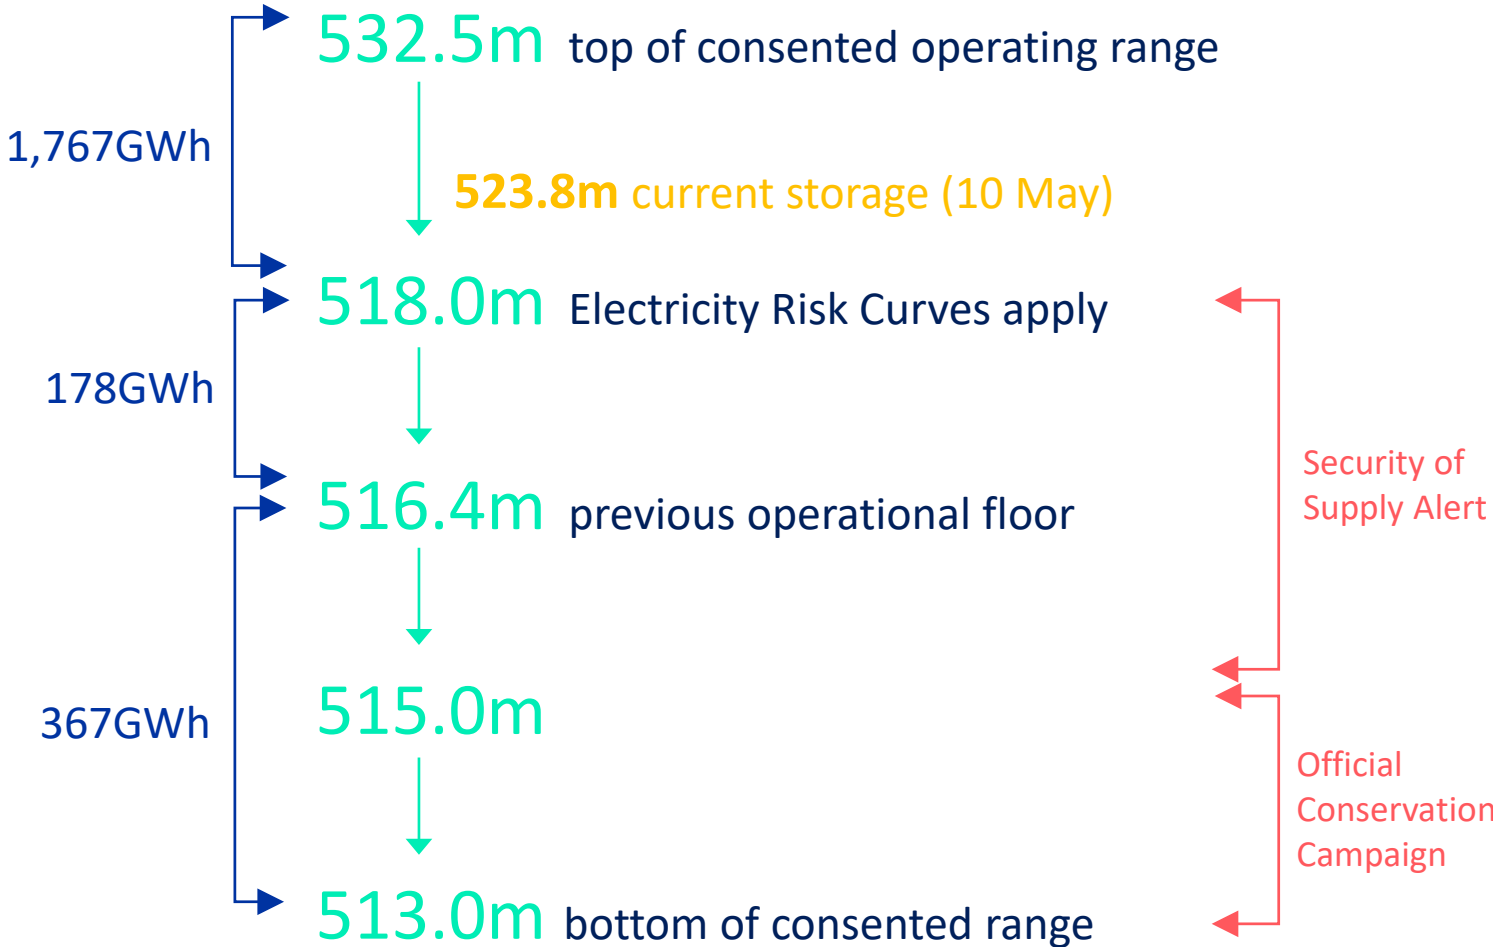 532.5m top of consented operating range
1,767GWh
523.8m current storage (10 May)
518.0m Electricity Risk Curves apply
178GWh
Security of
Supply Alert
516.4m previous operational floor
367GWh
515.0m
Official
Conservation
Campaign
513.0m bottom of consented range